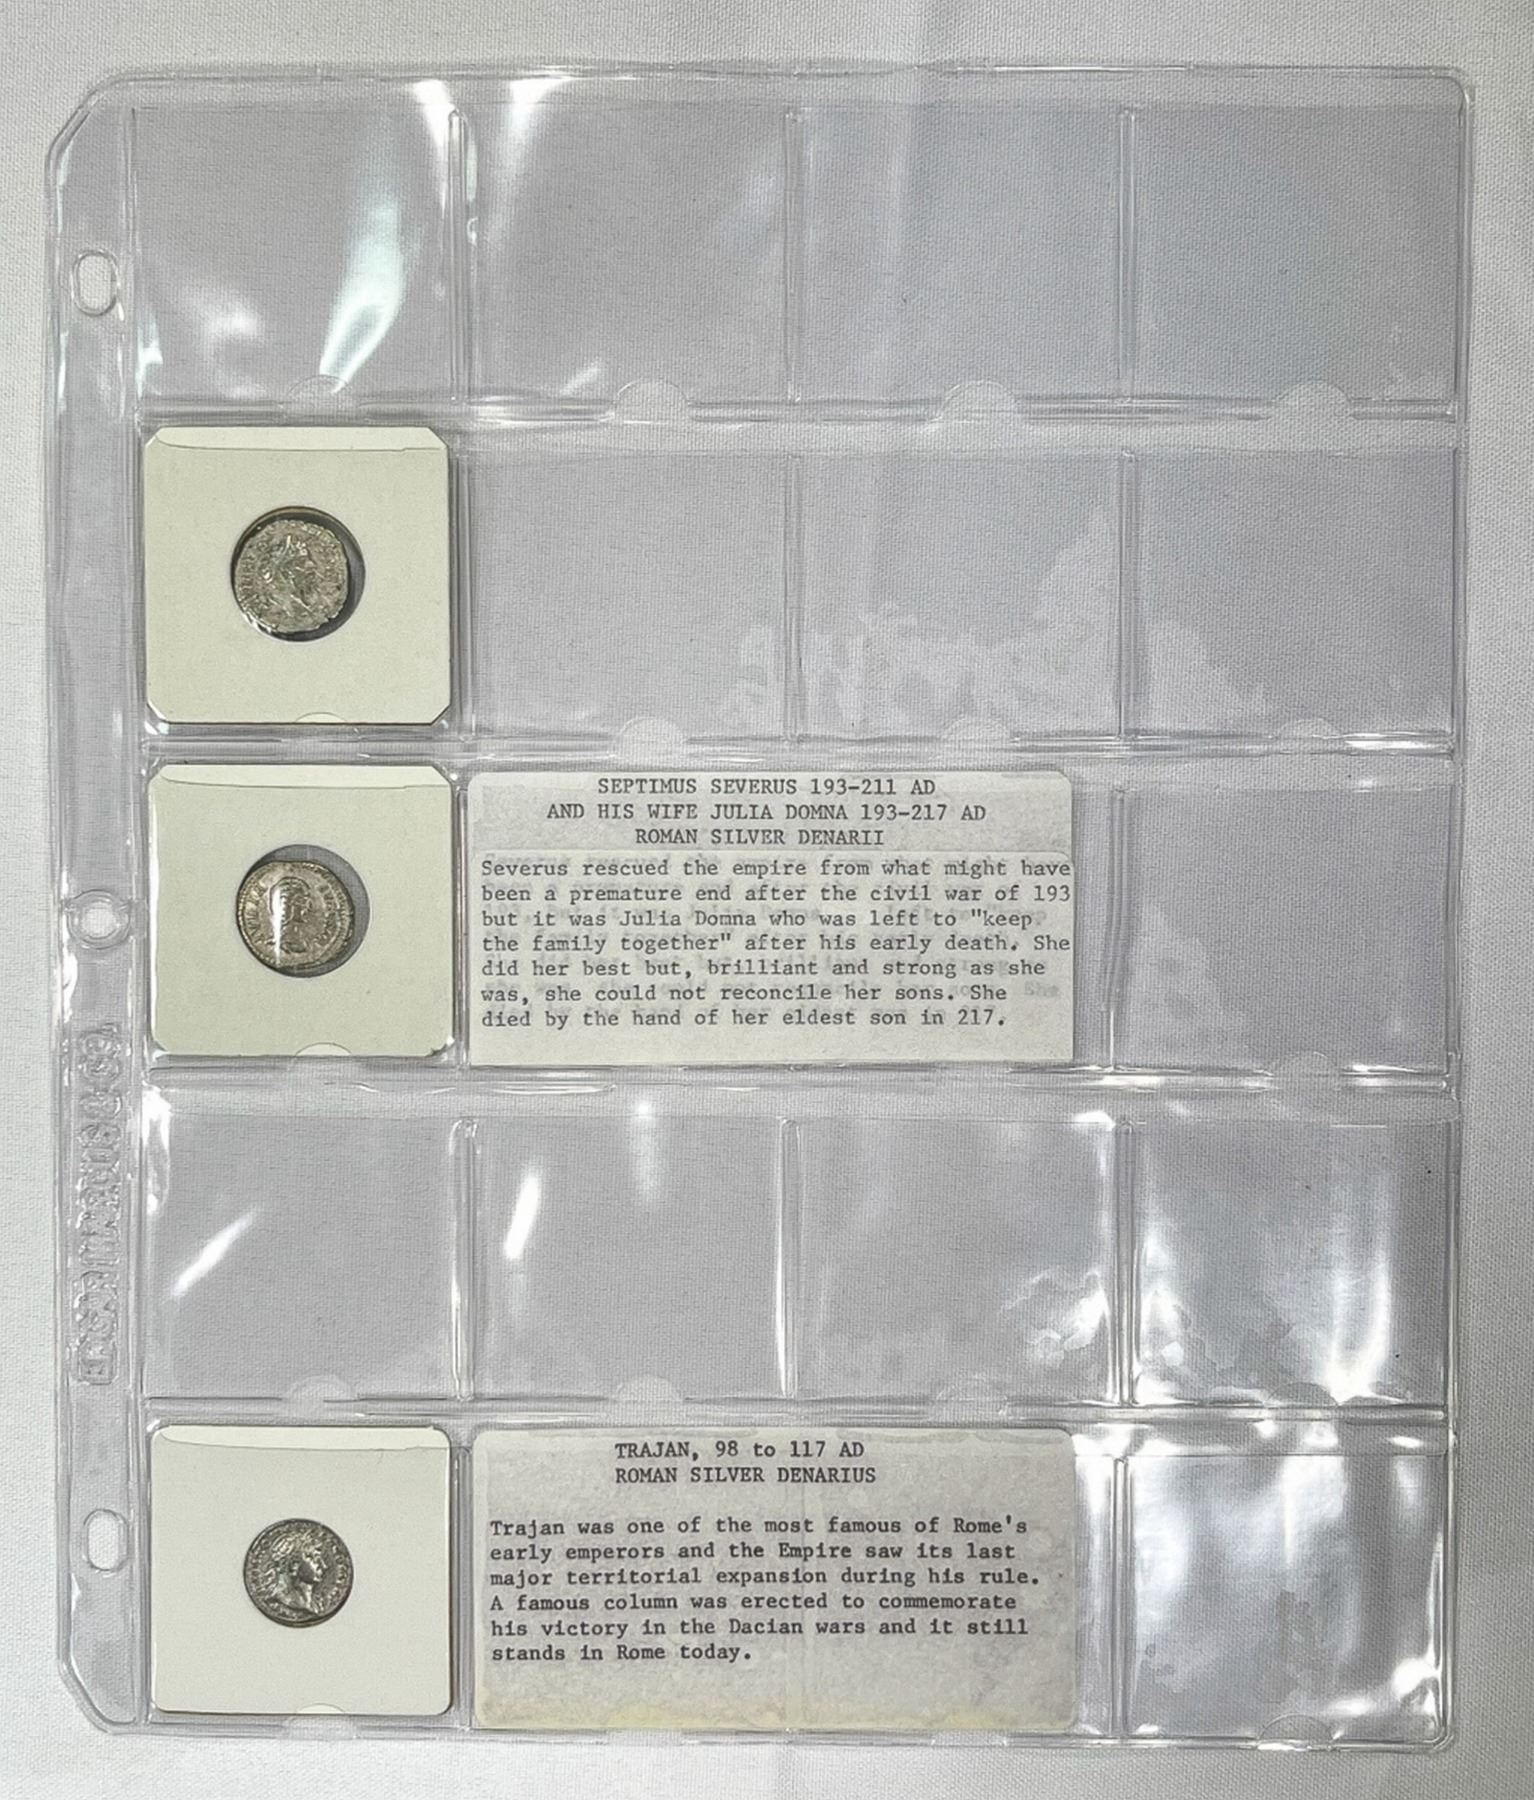 SEPTIMUS SEVERUS 193-211 AD
AND HIS WIFE JULIA DOMNA 193-217 AD
ROMAN SILVER DENARII
Severus rescued the empire from what might have
been a premature end after the civil war of 193
but it was Julia Domna who was left to "keep
the family together" after his early death. She
did her best but, brilliant and strong as she
was, she could not reconcile her sons. She
died by the hand of her eldest son in 217.
TRAJAN, 98 to 117 AD
ROMAN SILVER DENARIUS
Trajan was one of the most famous of Rome's
early emperors and the Empire saw its last
major territorial expansion during his rule.
A famous column was erected to commemorate
his victory in the Dacian wars and it still
stands in Rome today.